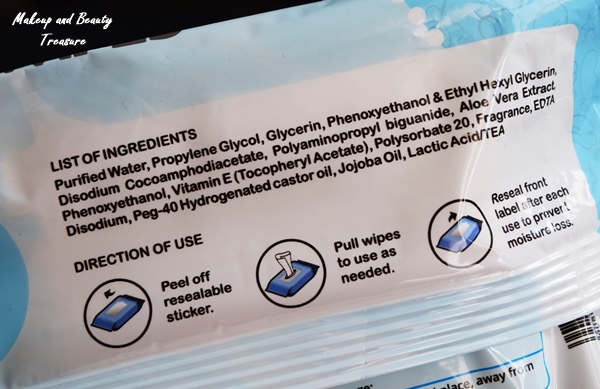 Makeup and Beauty
Treasure
LIST OF INGREDIENTS
Purified Water, Propylene Glycol, Glycerin, Phenoxyethanol & Ethyl Hexyl Glycerin,
Disodium Cocoamphodiacetate, Polyaminopropyl biguanide, Aloe Vera Extract,
Phenoxyethanol, Vitamin E (Tocopheryl Acetate), Polysorbate 20, Fragrance, EDTA
Disodium, Peg-40 Hydrogenated castor oil, Jojoba Oil, Lactic Acid/TEA
DIRECTION OF USE
Peel off
resealable
sticker.
Pull wipes
to use as
needed.
Reseal front
label after each
use to prevent
moisture loss.
place, away from